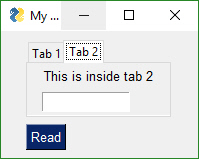 My ...
Tab 1 Tab 2
This is inside tab 2
Read